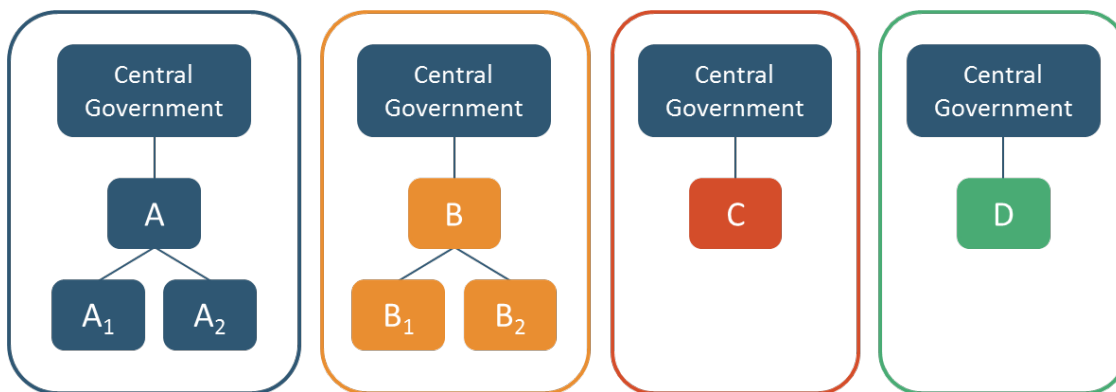 Central
Government
A
A₁
A₂
Central
Government
B
B₁
B₂
Central
Government
C
Central
Government
D